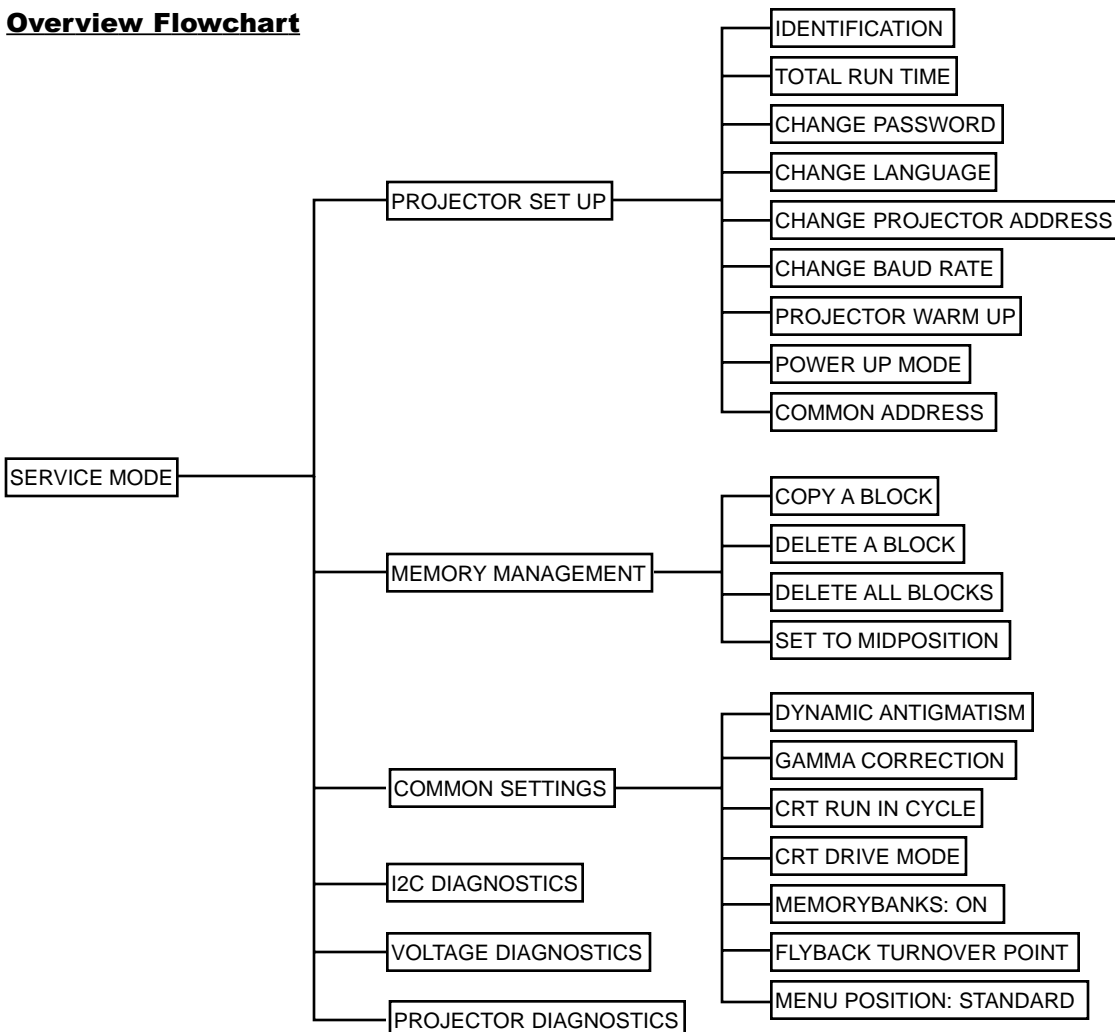 Overview Flowchart
IDENTIFICATION
TOTAL RUN TIME
CHANGE PASSWORD
CHANGE LANGUAGE
PROJECTOR SET UP
CHANGE PROJECTOR ADDRESS
CHANGE BAUD RATE
PROJECTOR WARM UP
POWER UP MODE
COMMON ADDRESS
SERVICE MODE
COPY A BLOCK
DELETE A BLOCK
MEMORY MANAGEMENT
DELETE ALL BLOCKS
SET TO MIDPOSITION
DYNAMIC ANTIGMATISM
GAMMA CORRECTION
COMMON SETTINGS
CRT RUN IN CYCLE
CRT DRIVE MODE
I2C DIAGNOSTICS
MEMORYBANKS: ON
VOLTAGE DIAGNOSTICS
FLYBACK TURNOVER POINT
MENU POSITION: STANDARD
PROJECTOR DIAGNOSTICS